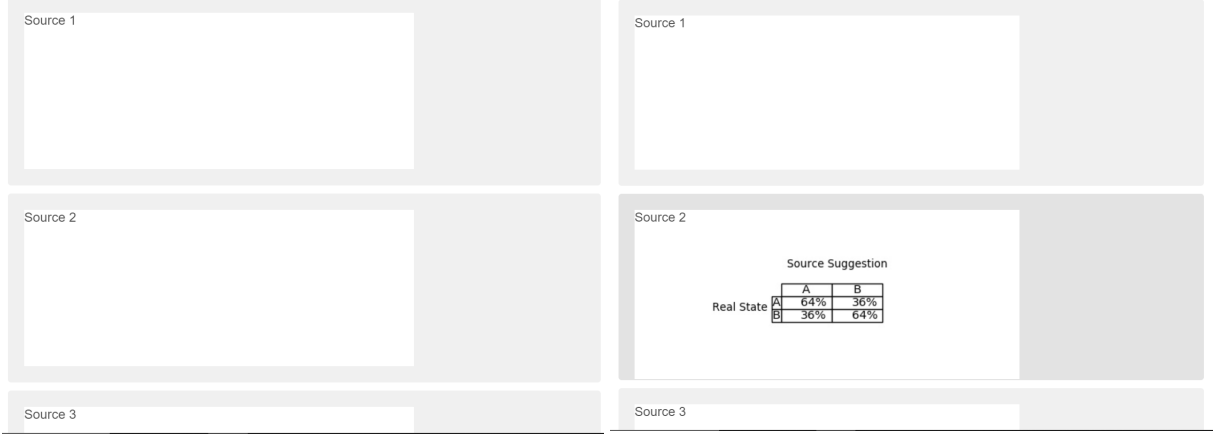 Source 1
Source 2
Source 3
Source 1
Source 2
Source Suggestion
A B
Real State A 64% 36%
B 36% 64%
Source 3